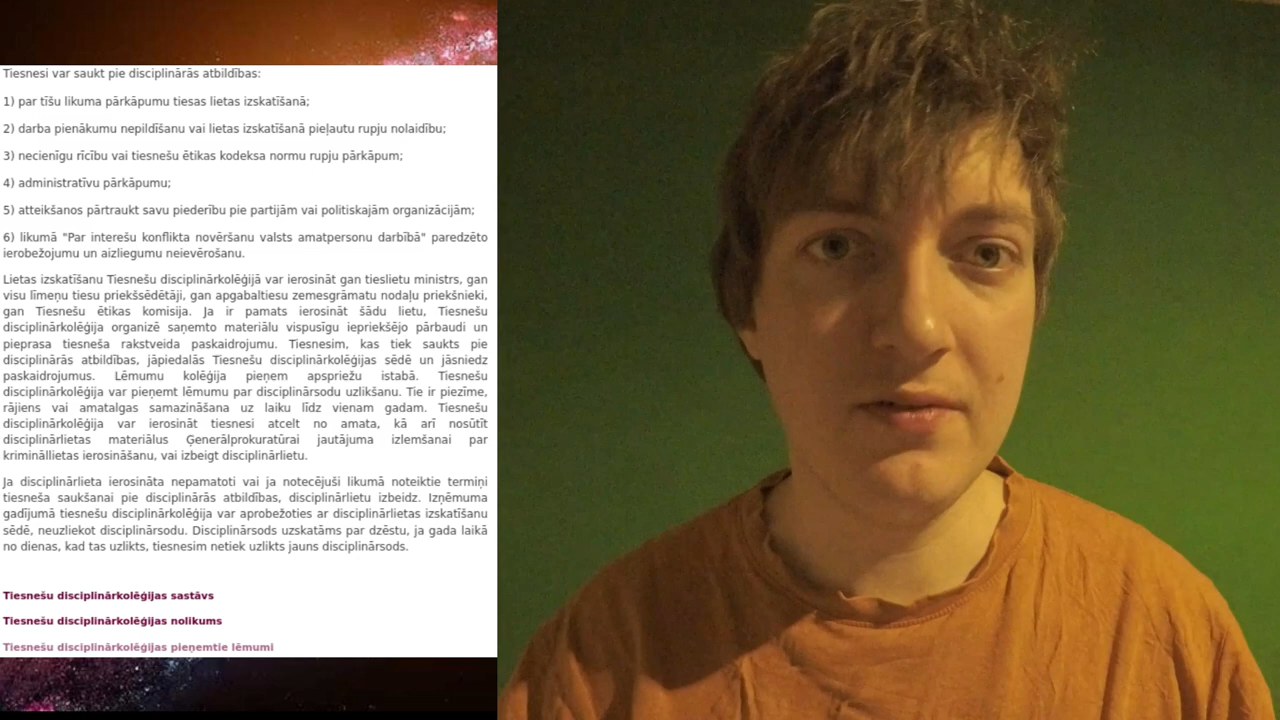 Tiesnesi var saukt pie disciplinārās atbildības:
1) par tīšu likuma pārkāpumu tiesas lietas izskatīšanā;
2) darba pienākumu nepildīšanu vai lietas izskatīšanā pieļautu rupju nolaidību;
3) necienīgu rīcību vai tiesnešu ētikas kodeksa normu rupju pārkāpum;
4) administratīvu pārkāpumu;
5) atteikšanos pārtraukt savu piederību pie partijām vai politiskajām organizācijām;
6) likumā "Par interešu konflikta novēršanu valsts amatpersonu darbībā" paredzēto
ierobežojumu un aizliegumu neievērošanu.
Lietas izskatīšanu Tiesnešu disciplinārkolēģijā var ierosināt gan tieslietu ministrs, gan
visu līmeņu tiesu priekšsēdētāji, gan apgabaltiesu zemesgrāmatu nodaļu priekšnieki,
gan Tiesnešu ētikas komisija. Ja ir pamats ierosināt šādu lietu, Tiesnešu
disciplinārkolēģija organizē saņemto materiālu vispusīgu iepriekšējo pārbaudi un
pieprasa tiesneša rakstveida paskaidrojumu. Tiesnesim, kas tiek saukts pie
disciplinārās atbildības, jāpiedalās Tiesnešu disciplinārkolēģijas sēdē un jāsniedz
paskaidrojumus. Lēmumu kolēģija pieņem apspriežu istabā. Tiesnešu
disciplinārkolēģija var pieņemt lēmumu par disciplinārsodu uzlikšanu. Tie ir piezīme,
rājiens vai amatalgas samazināšana uz laiku līdz vienam gadam. Tiesnešu
disciplinārkolēģija var ierosināt tiesnesi atcelt no amata, kā arī nosūtīt
disciplinārlietas materiālus Ģenerālprokuratūrai jautājuma izlemšanai par
krimināllietas ierosināšanu, vai izbeigt disciplinārlietu.
Ja disciplinārlieta ierosināta nepamatoti vai ja notecējuši likumā noteiktie termiņi
tiesneša saukšanai pie disciplinārās atbildības, disciplinārlietu izbeidz. Izņēmuma
gadījumā tiesnešu disciplinārkolēģija var aprobežoties ar disciplinārlietas izskatīšanu
sēdē, neuzliekot disciplinārsodu. Disciplinārsods uzskatāms par dzēstu, ja gada laikā
no dienas, kad tas uzlikts, tiesnesim netiek uzlikts jauns disciplinārsods.
Tiesnešu disciplinārkolēģijas sastāvs
Tiesnešu disciplinārkolēģijas nolikums
Tiesnešu disciplinārkolēģijas pieņemtie lēmumi